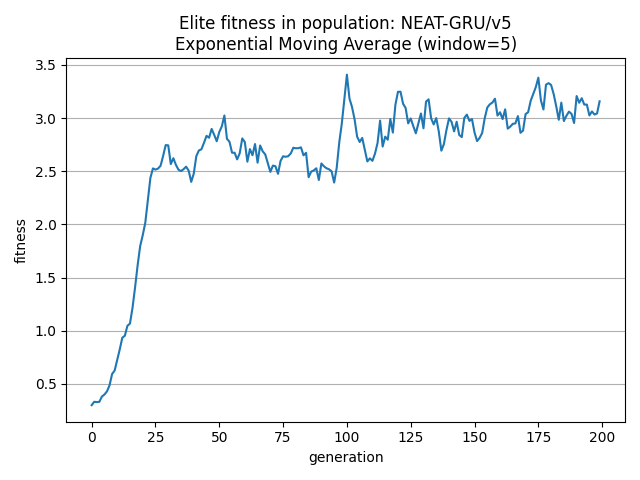 Elite fitness in population: NEAT-GRU/v5
Exponential Moving Average (window=5)
fitness
3.5
3.0
2.5
2.0
1.5
1.0
0.5
0 25 50 75 100 125 150 175 200
generation